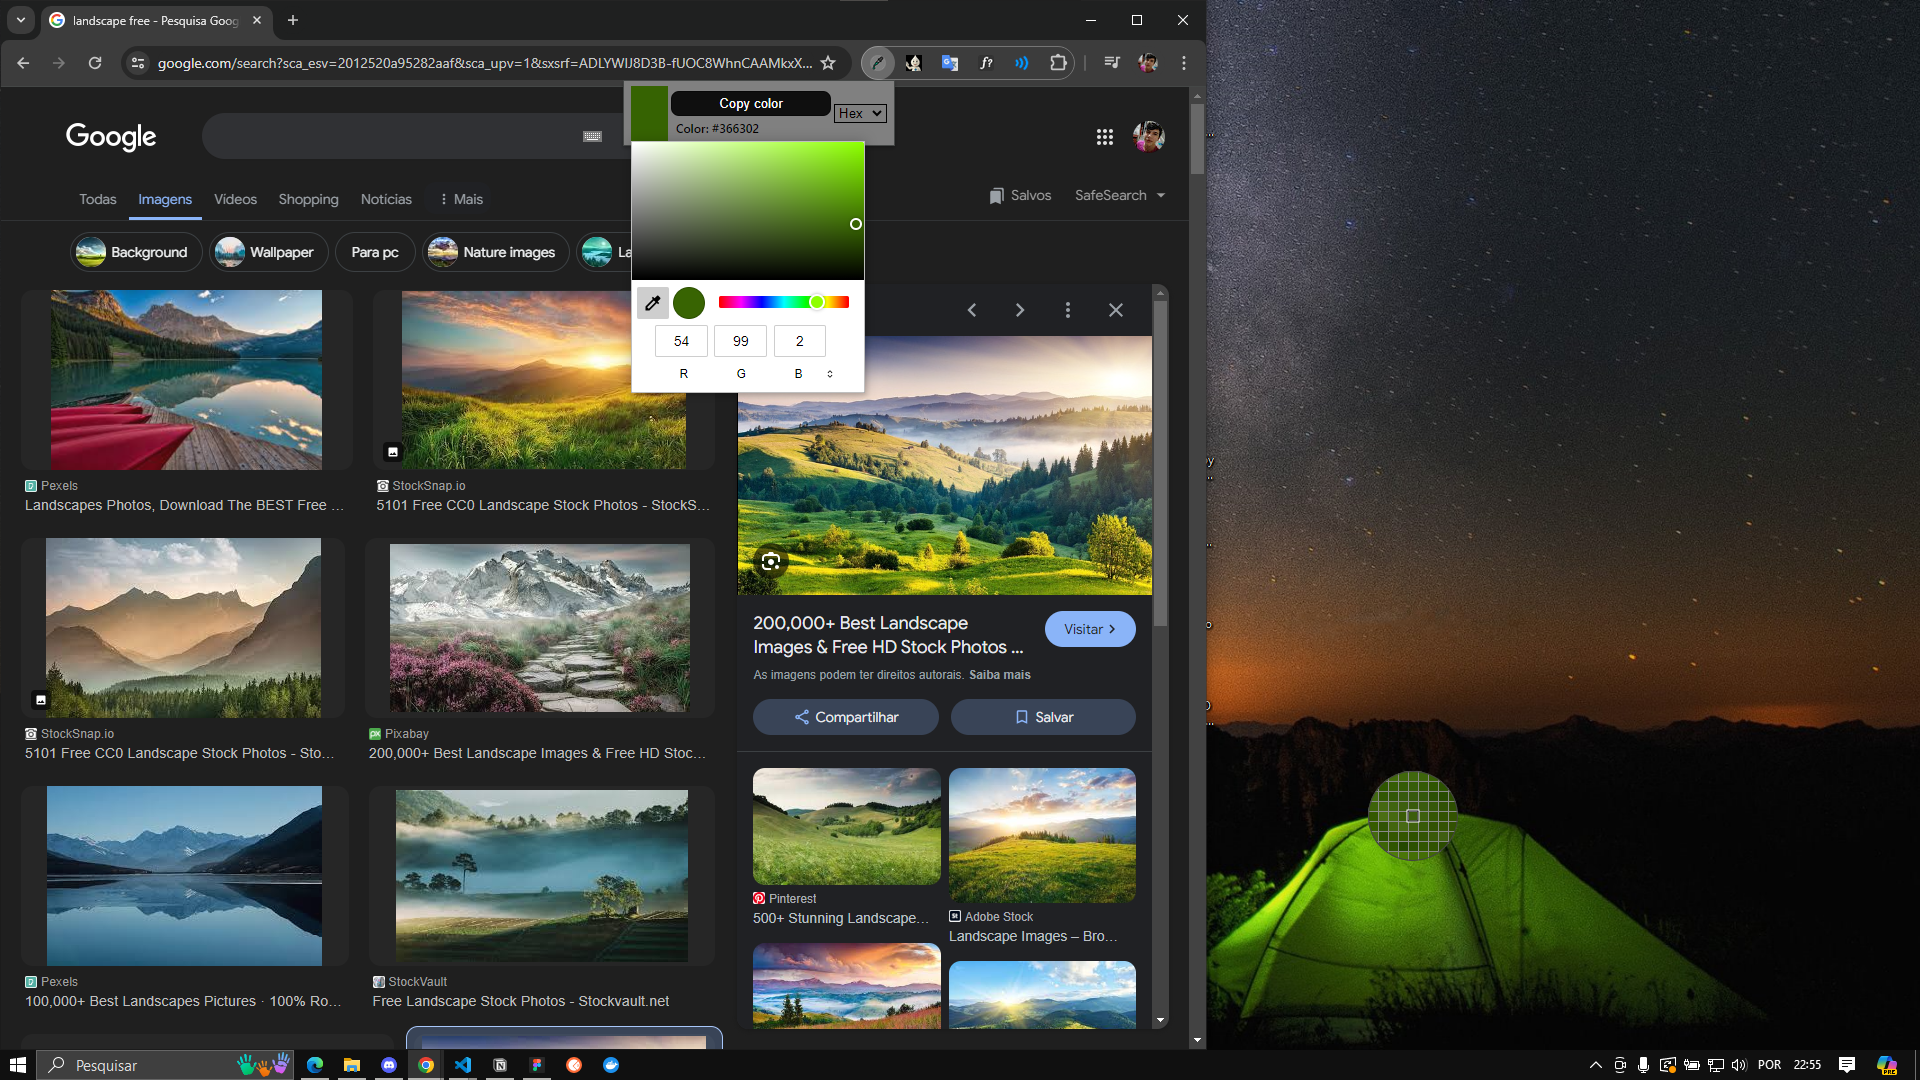 landscape free - Pesquisa Goog
google.com/search?sca_esv=2012520a95282aaf&sca_upv=1&sxsrf=ADLYWIJ8D3B-fUOC8WhnCAAMkxX...
Copy color
Color: #366302
Hex
Google
Todas
Imagens
Vídeos
Shopping
Notícias
Mais
Salvos
SafeSearch
Background
Wallpaper
Para pc
Nature images
La
54
99
2
R
G
B
Pexels
Landscapes Photos, Download The BEST Free ...
StockSnap.io
5101 Free CC0 Landscape Stock Photos - StockS...
StockSnap.io
5101 Free CC0 Landscape Stock Photos - Sto...
Pixabay
200,000+ Best Landscape Images & Free HD Stoc...
Pexels
100,000+ Best Landscapes Pictures · 100% Ro...
StockVault
Free Landscape Stock Photos - Stockvault.net
200,000+ Best Landscape
Images & Free HD Stock Photos ...
Visitar
As imagens podem ter direitos autorais. Saiba mais
Compartilhar
Salvar
Pinterest
500+ Stunning Landscape...
Adobe Stock
Landscape Images – Bro...
Pesquisar
POR
22:55